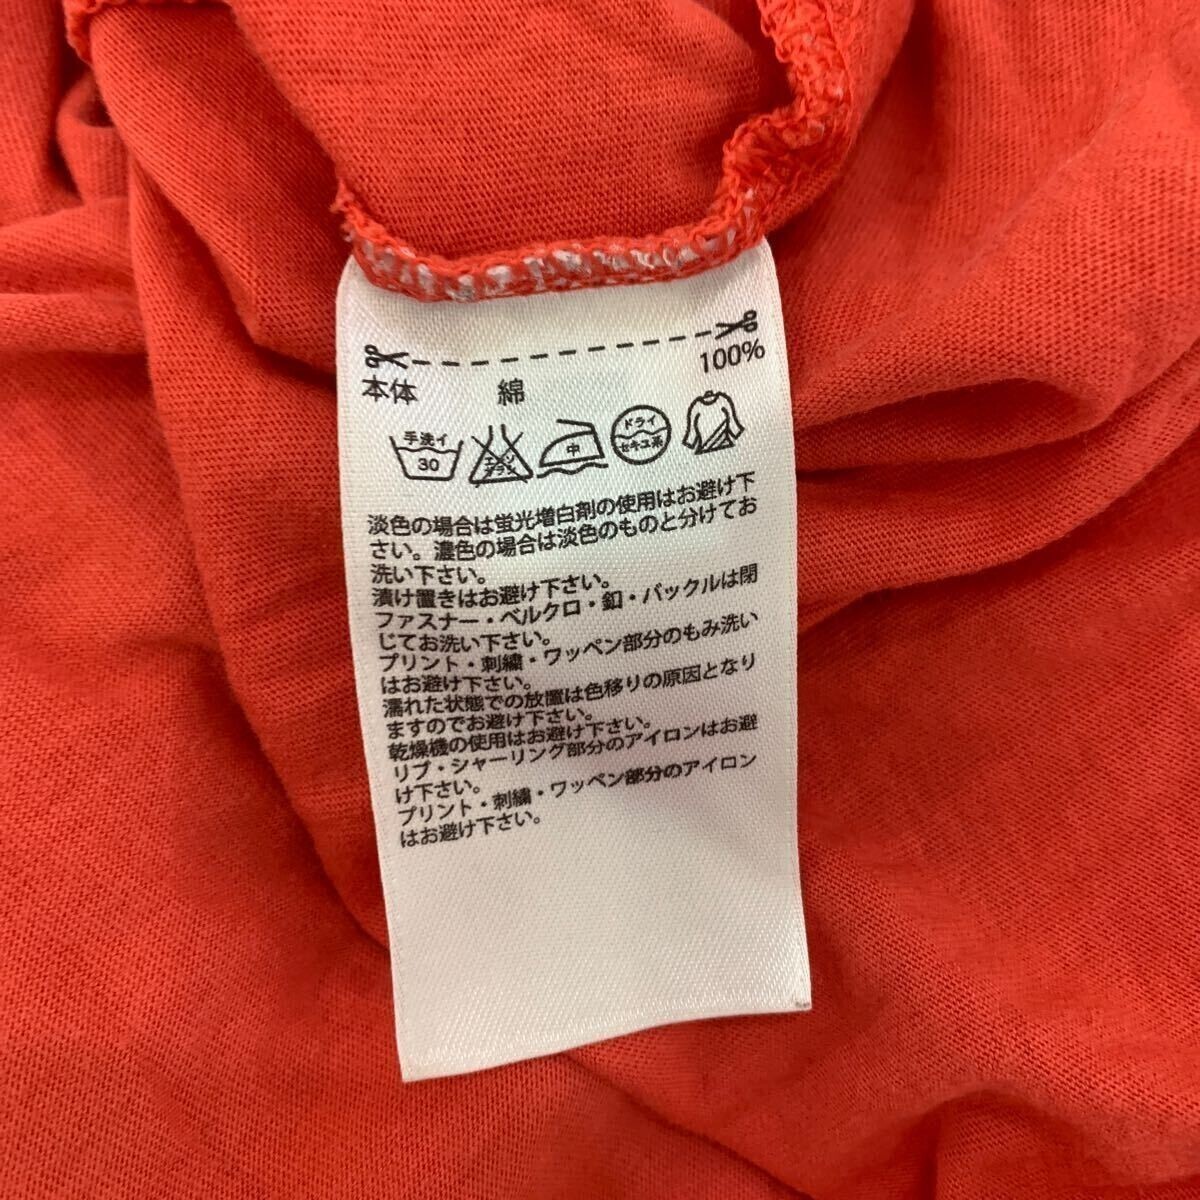 本体 綿 100%
手洗イ 30 エンソ サラシ 中 ドライ セキユ系
淡色の場合は蛍光増白剤の使用はお避け下
さい。濃色の場合は淡色のものと分けてお
洗い下さい。
漬け置きはお避け下さい。
ファスナー・ベルクロ・釦・バックルは閉
じてお洗い下さい。
プリント・刺繍・ワッペン部分のもみ洗い
はお避け下さい。
濡れた状態での放置は色移りの原因となり
ますのでお避け下さい。
乾燥機の使用はお避け下さい。
リブ・シャーリング部分のアイロンはお避
け下さい。
プリント・刺繍・ワッペン部分のアイロン
はお避け下さい。